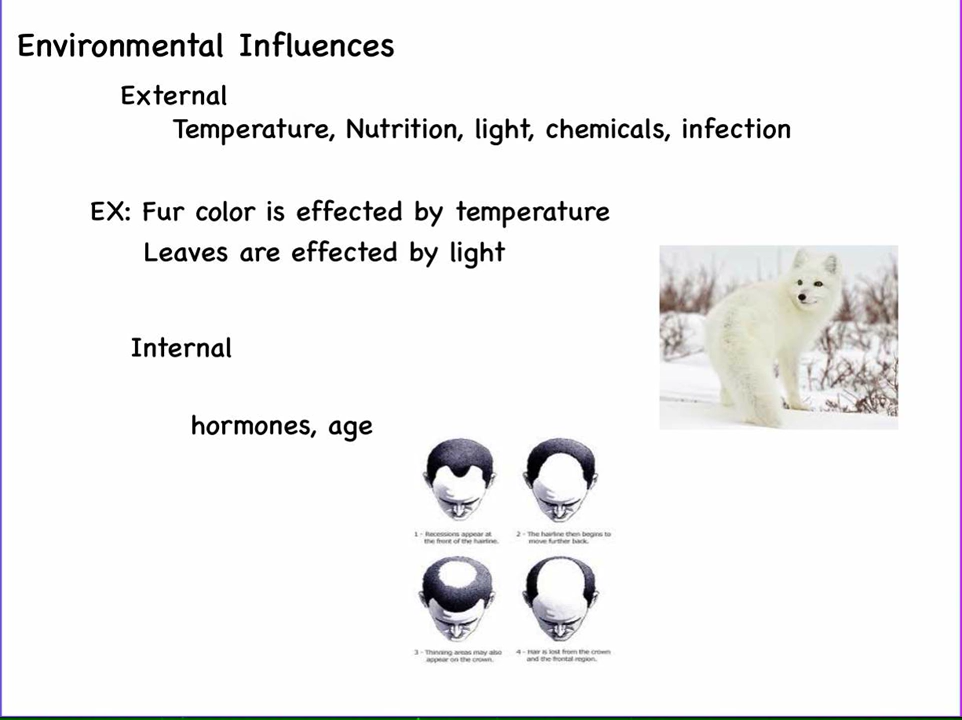 Environmental Influences
External
Temperature, Nutrition, light, chemicals, infection
EX: Fur color is effected by temperature
Leaves are effected by light
Internal
hormones, age
1 - Recessions appear at
the front of the hairline.
2 - The hairline then begins to
move further back.
3 - Thinning areas may also
appear on the crown.
4 - Hair is lost from the crown
and the frontal region.